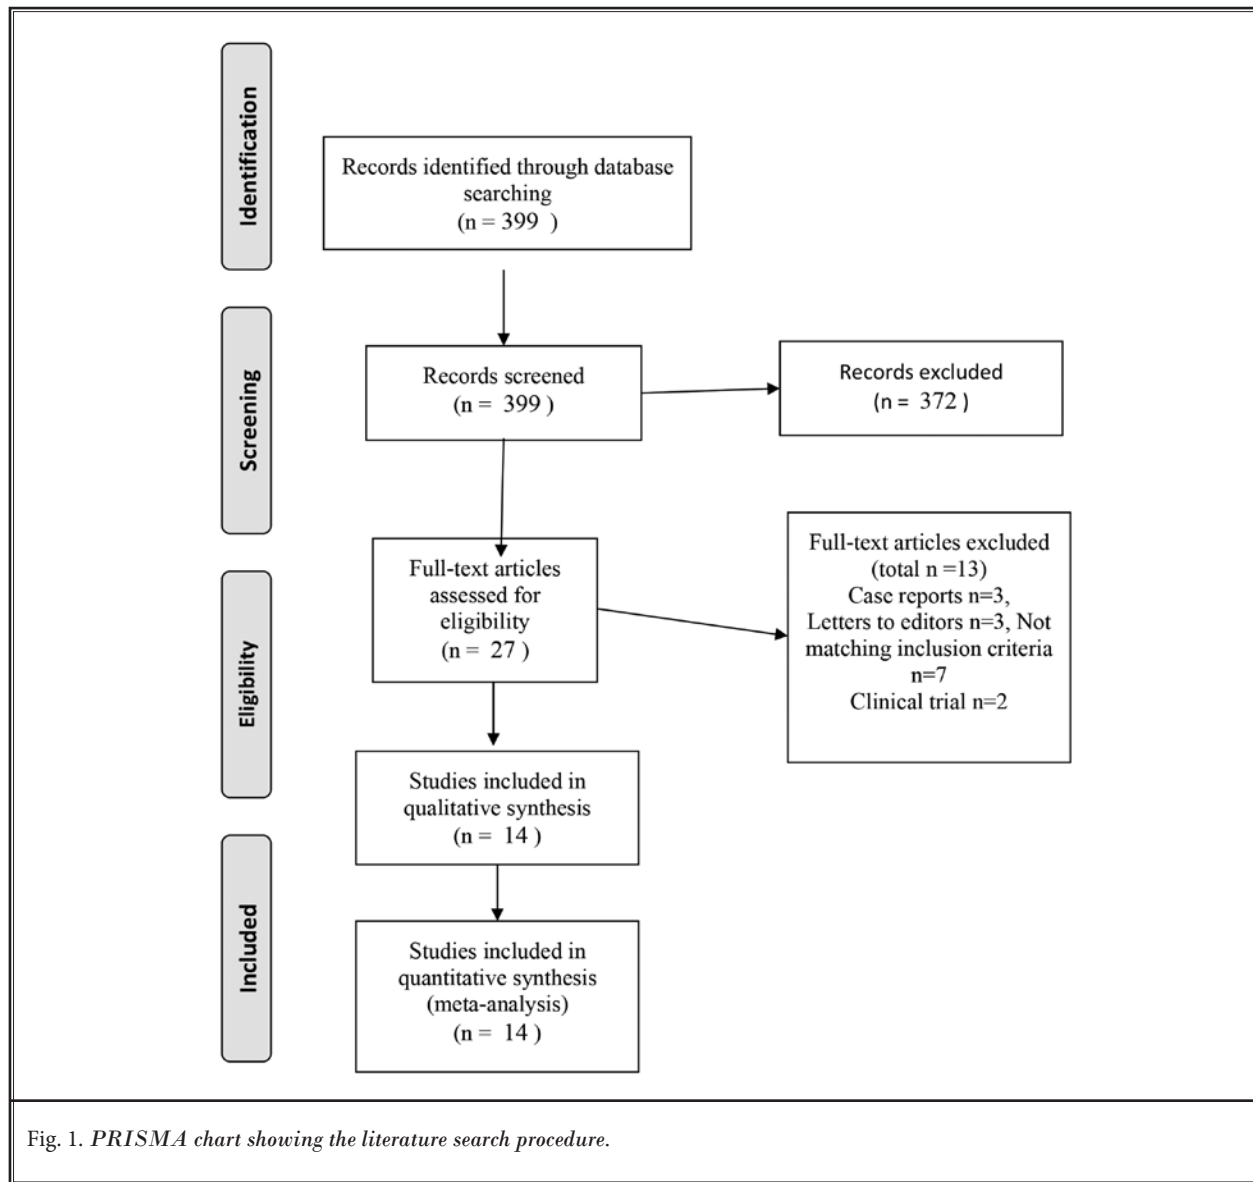 Identification
Records identified through database
searching
(n = 399 )
Screening
Records screened
(n = 399 )
Records excluded
(n = 372 )
Eligibility
Full-text articles
assessed for
eligibility
(n = 27 )
Full-text articles excluded
(total n =13)
Case reports n=3,
Letters to editors n=3, Not
matching inclusion criteria
n=7
Clinical trial n=2
Studies included in
qualitative synthesis
(n = 14 )
Included
Studies included in
quantitative synthesis
(meta-analysis)
(n = 14 )
Fig. 1. PRISMA chart showing the literature search procedure.